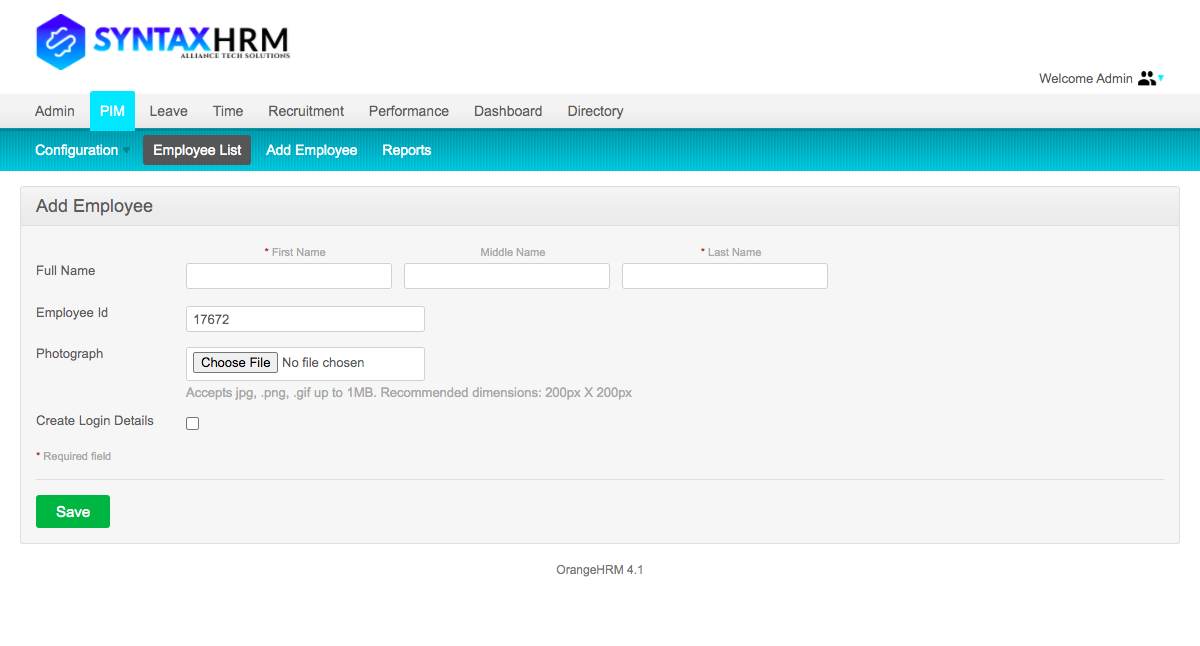 SYNTAXHRM
ALLIANCE TECH SOLUTIONS
Welcome Admin
Admin PIM Leave Time Recruitment Performance Dashboard Directory
Configuration Employee List Add Employee Reports
Add Employee
* First Name Middle Name * Last Name
Full Name
Employee Id 17672
Photograph Choose File No file chosen
Accepts jpg, .png, .gif up to 1MB. Recommended dimensions: 200px X 200px
Create Login Details
* Required field
Save
OrangeHRM 4.1